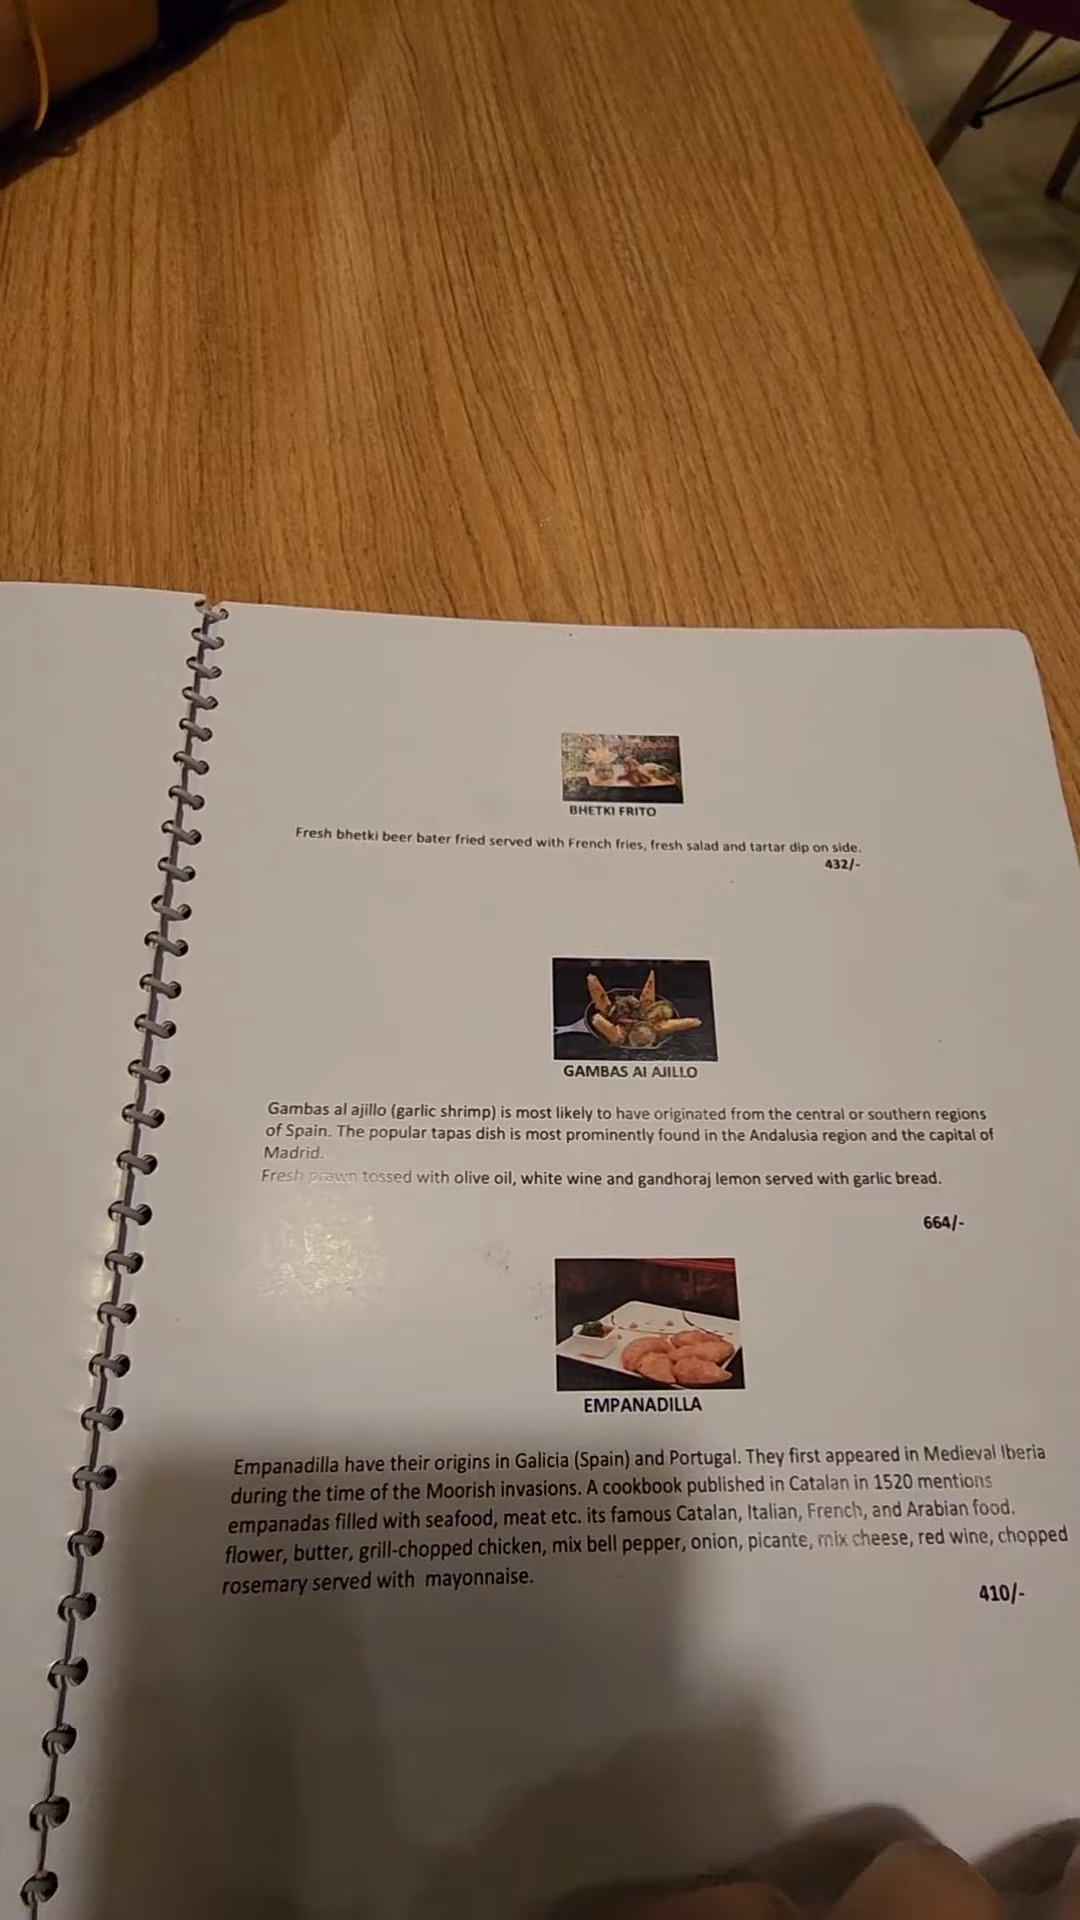 BHETKI FRITO
Fresh bhetki beer bater fried served with French fries, fresh salad and tartar dip on side.
432/-
GAMBAS Al AJILLO
Gambas al ajillo (garlic shrimp) is most likely to have originated from the central or southern regions
of Spain. The popular tapas dish is most prominently found in the Andalusia region and the capital of
Madrid.
Fresh prawn tossed with olive oil, white wine and gandhoraj lemon served with garlic bread.
664/-
EMPANADILLA
Empanadilla have their origins in Galicia (Spain) and Portugal. They first appeared in Medieval Iberia
during the time of the Moorish invasions. A cookbook published in Catalan in 1520 mentions
empanadas filled with seafood, meat etc. its famous Catalan, Italian, French, and Arabian food.
flower, butter, grill-chopped chicken, mix bell pepper, onion, picante, mix cheese, red wine, chopped
rosemary served with mayonnaise.
410/-